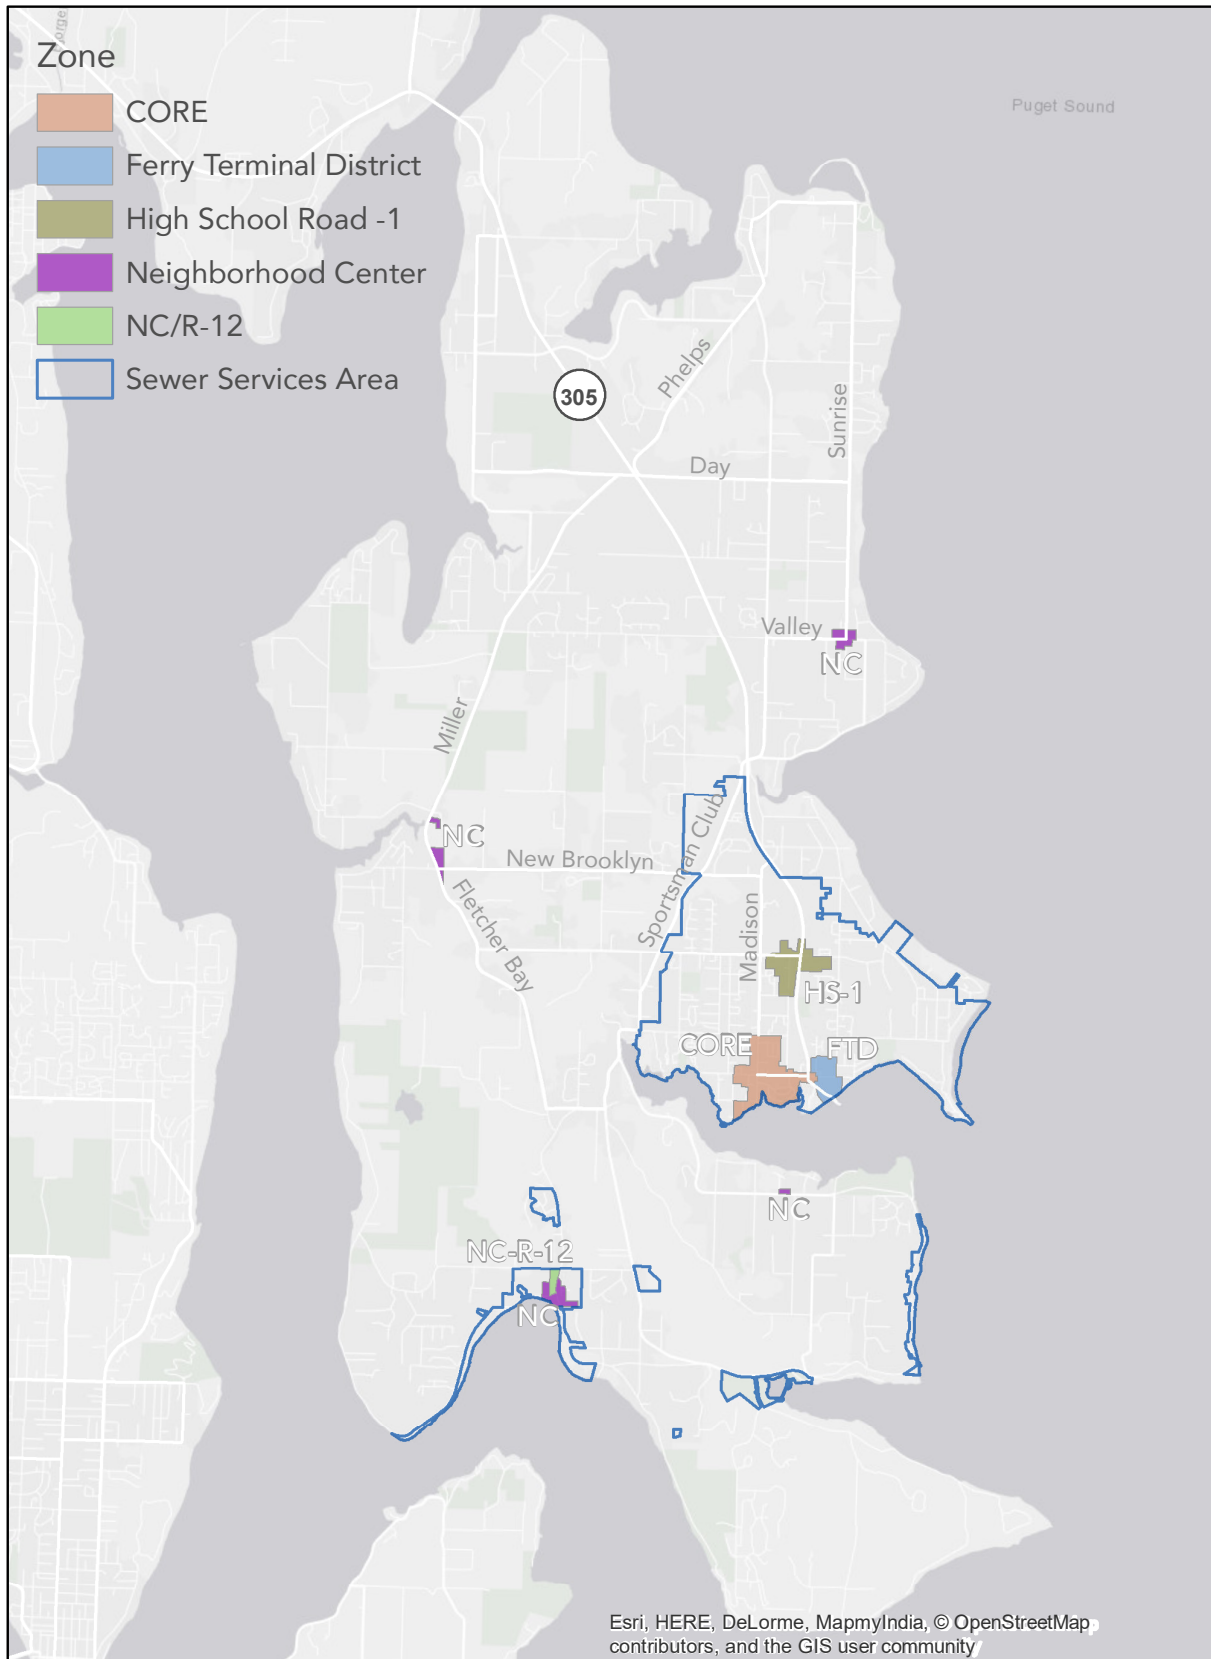 Zone
CORE
Ferry Terminal District
High School Road -1
Neighborhood Center
NC/R-12
Sewer Services Area
Puget Sound
305
Phelps
Sunrise
Day
Valley
NC
Miller
NC
New Brooklyn
Sportsman Club
Fletcher Bay
Madison
HS-1
CORE
FTD
NC
NC-R-12
NC
Esri, HERE, DeLorme, MapmyIndia, © OpenStreetMap
contributors, and the GIS user community